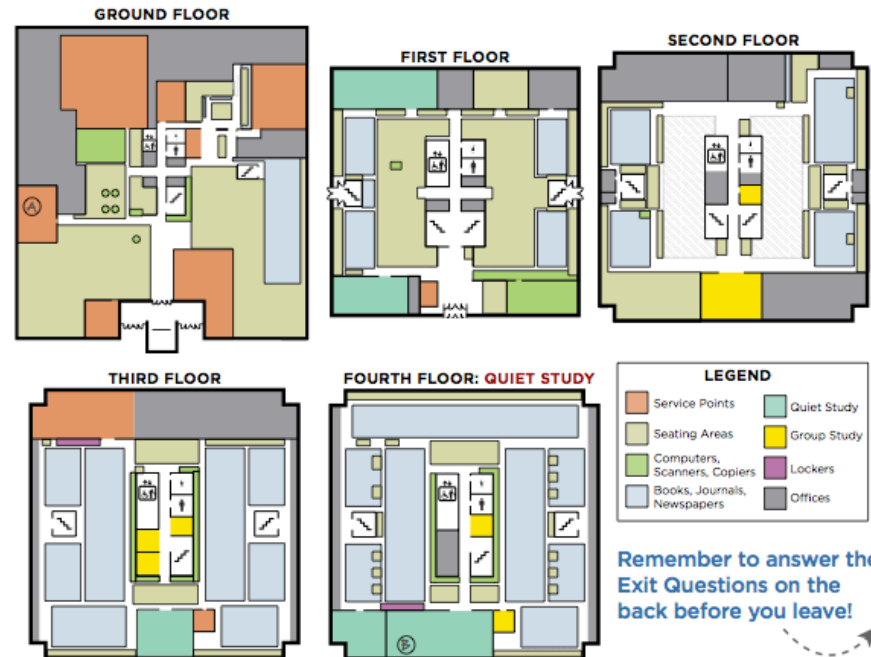 GROUND FLOOR
FIRST FLOOR
SECOND FLOOR
A
THIRD FLOOR
FOURTH FLOOR: QUIET STUDY
B
LEGEND
Service Points
Quiet Study
Seating Areas
Group Study
Computers,
Scanners, Copiers
Lockers
Books, Journals,
Newspapers
Offices
Remember to answer the
Exit Questions on the
back before you leave!